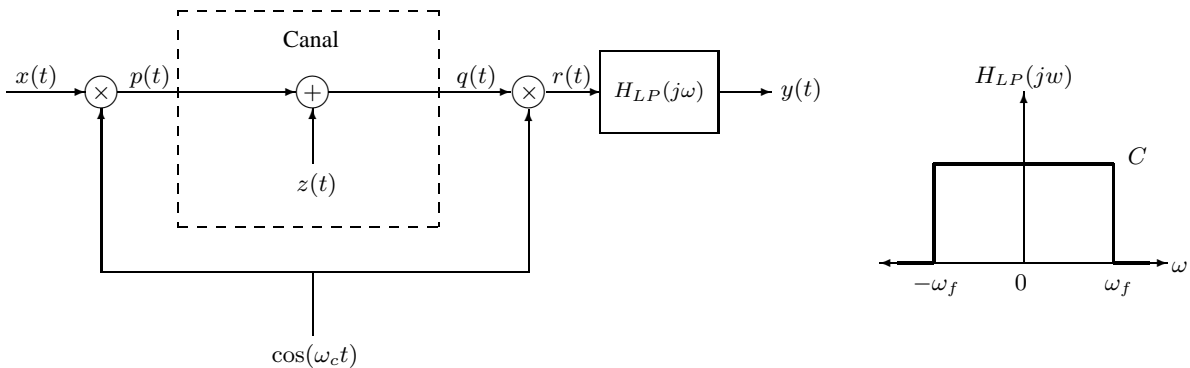 Canal
x(t)
×
p(t)
+
q(t)
×
r(t)
H_{LP}(jω)
y(t)
z(t)
cos(ω_c t)
H_{LP}(jw)
C
−ω_f
0
ω_f
ω